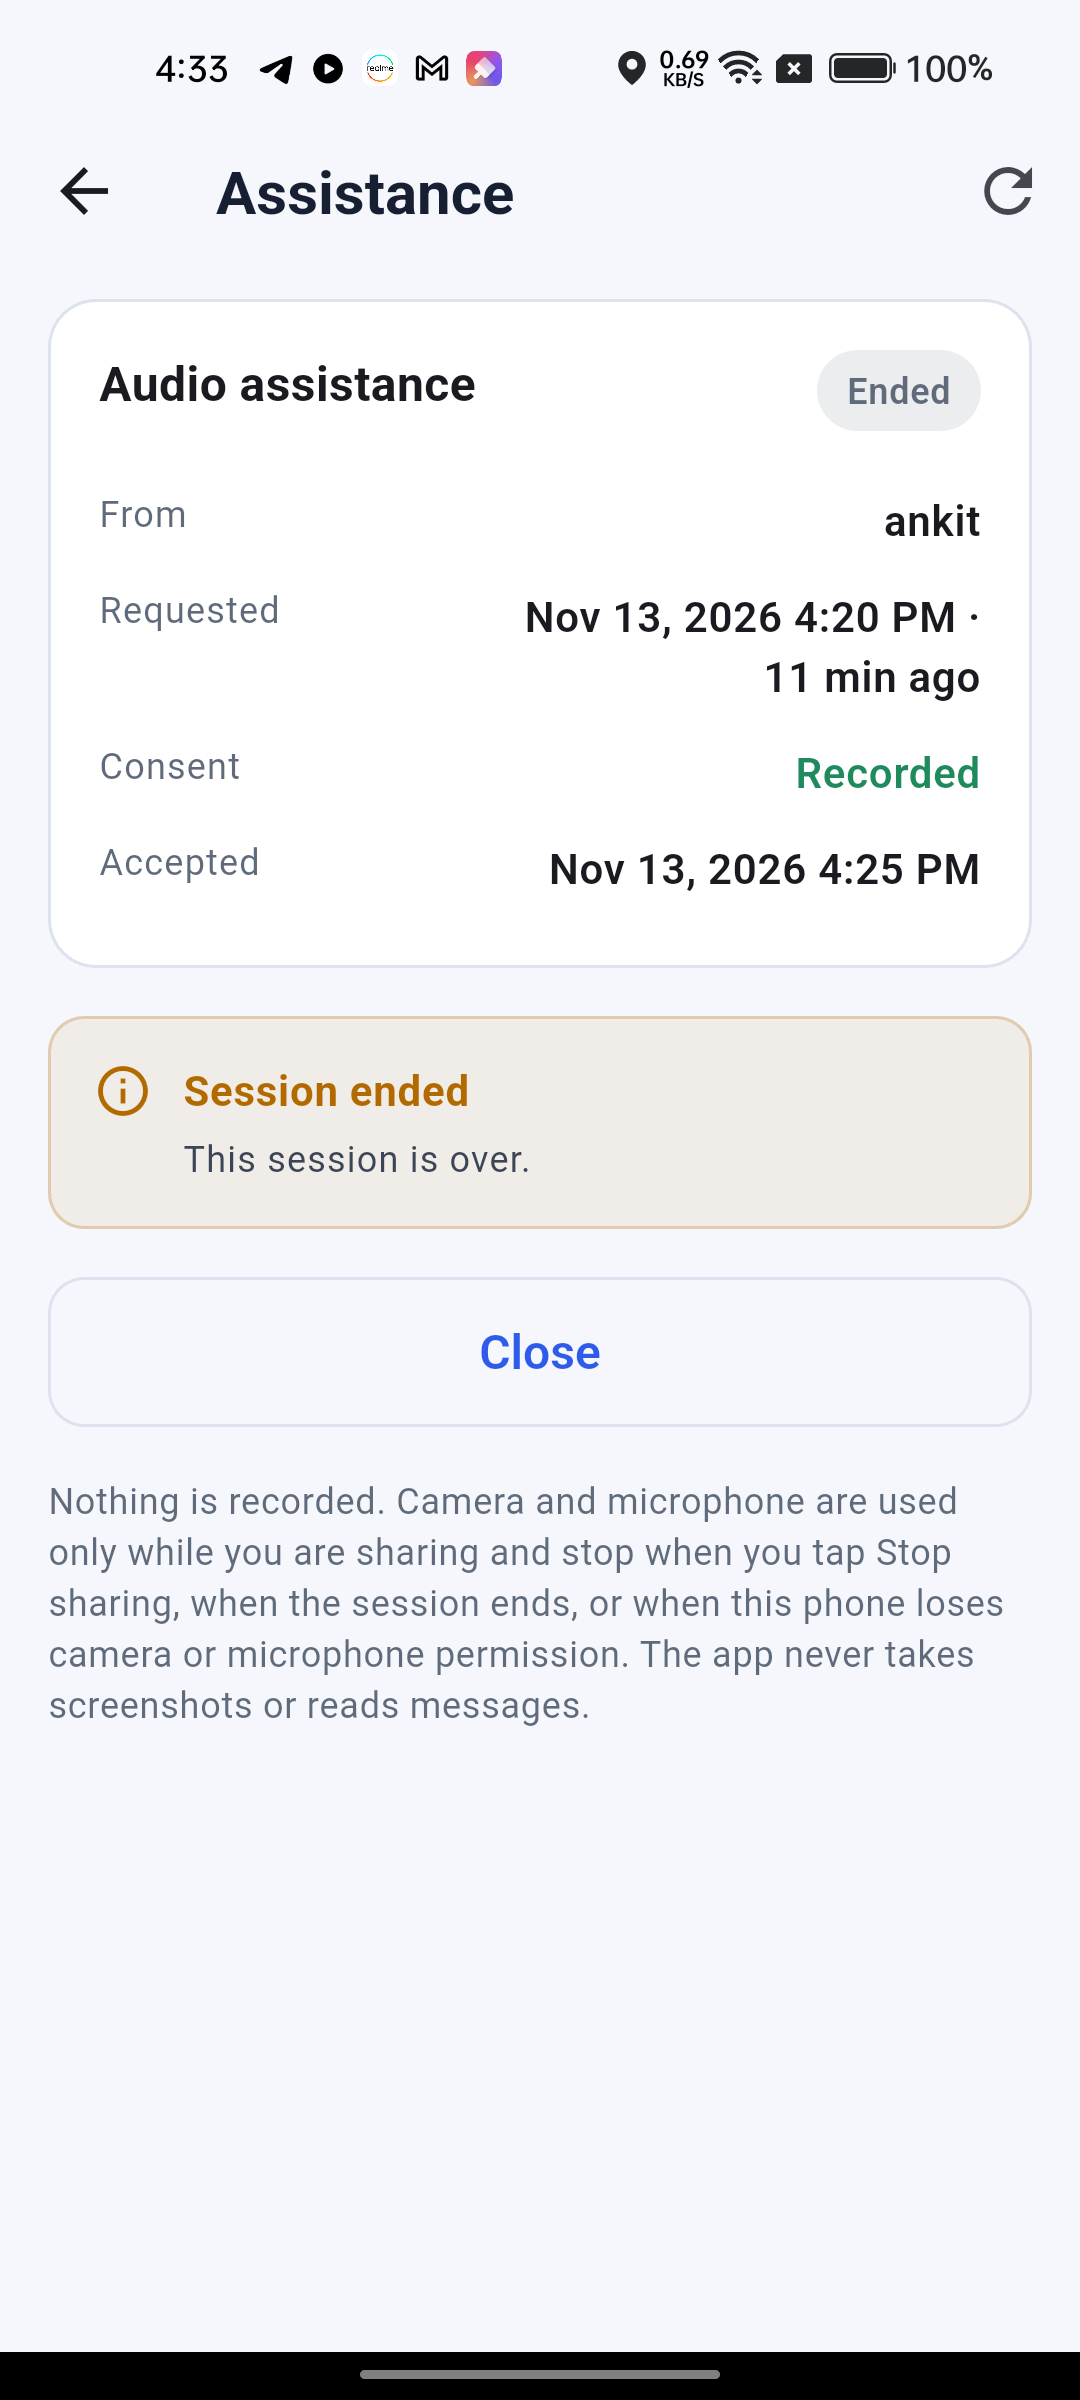 4:33 realme 0.69 KB/S 100%
Assistance
Audio assistance Ended
From ankit
Requested Nov 13, 2026 4:20 PM ·
11 min ago
Consent Recorded
Accepted Nov 13, 2026 4:25 PM
Session ended
This session is over.
Close
Nothing is recorded. Camera and microphone are used
only while you are sharing and stop when you tap Stop
sharing, when the session ends, or when this phone loses
camera or microphone permission. The app never takes
screenshots or reads messages.